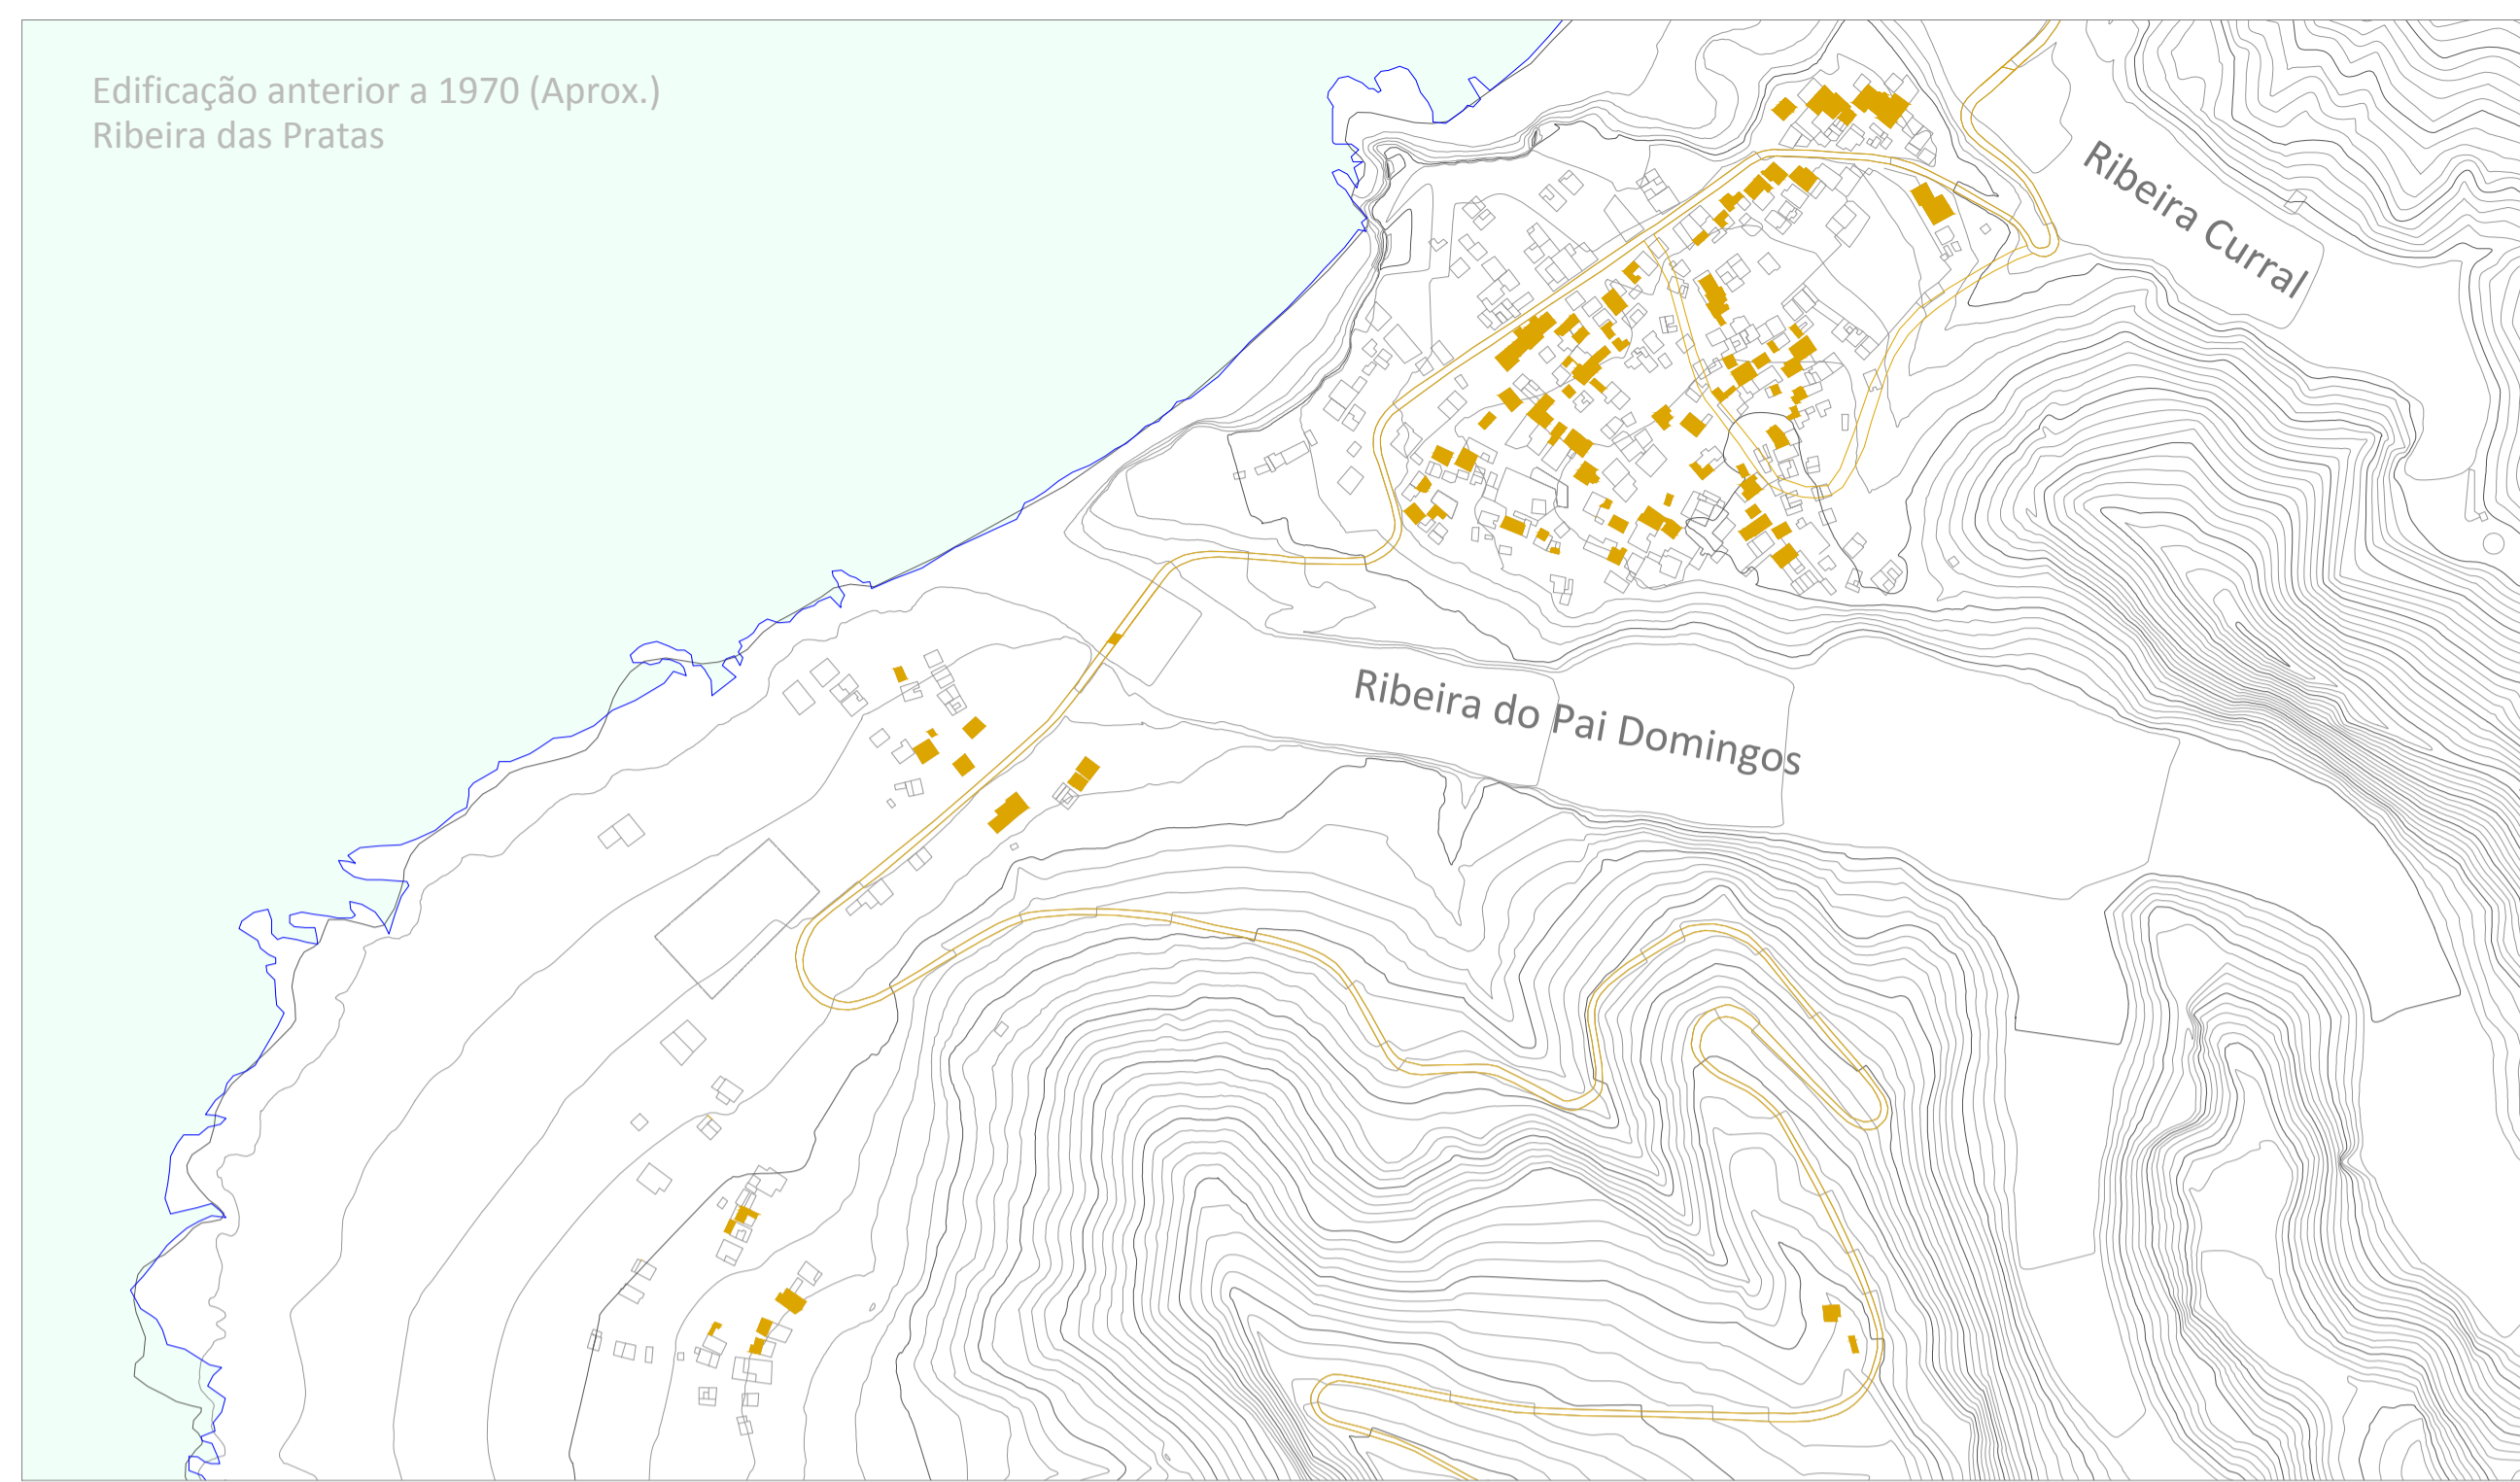 Edificação anterior a 1970 (Aprox.)
Ribeira das Pratas
Ribeira Curral
Ribeira do Pai Domingos